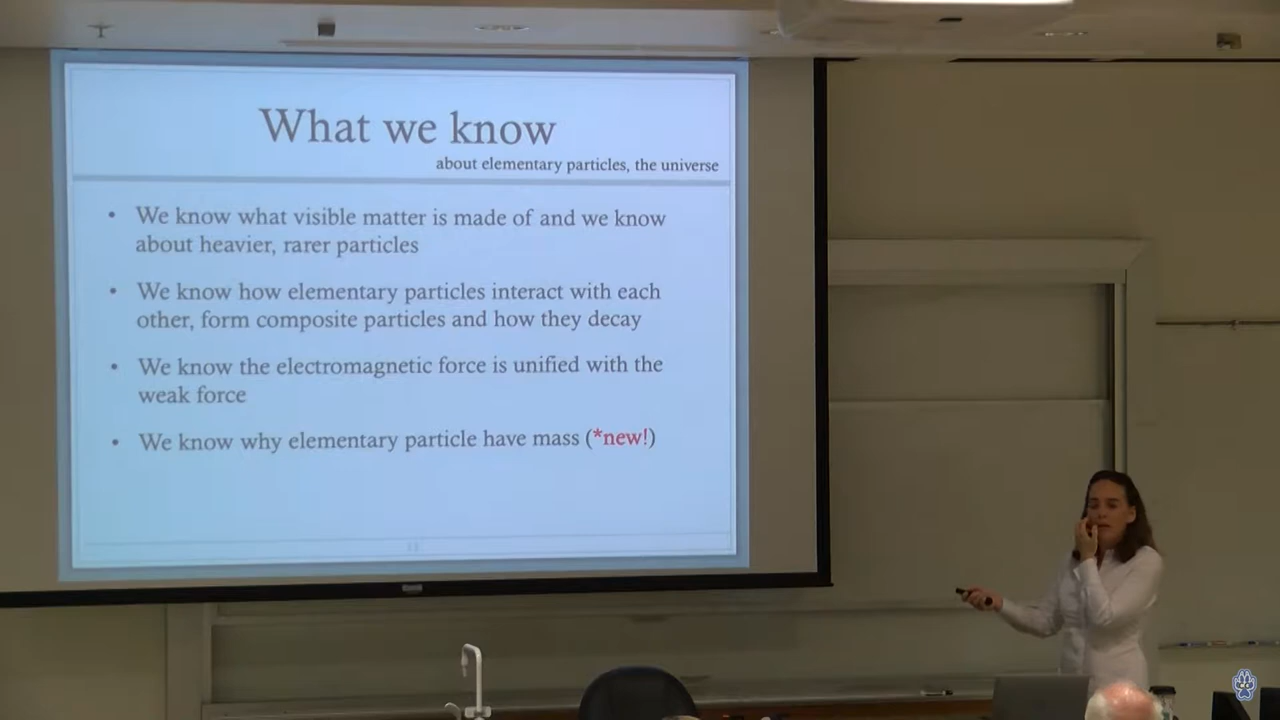 What we know
about elementary particles, the universe
• We know what visible matter is made of and we know
about heavier, rarer particles
• We know how elementary particles interact with each
other, form composite particles and how they decay
• We know the electromagnetic force is unified with the
weak force
• We know why elementary particle have mass (*new!)